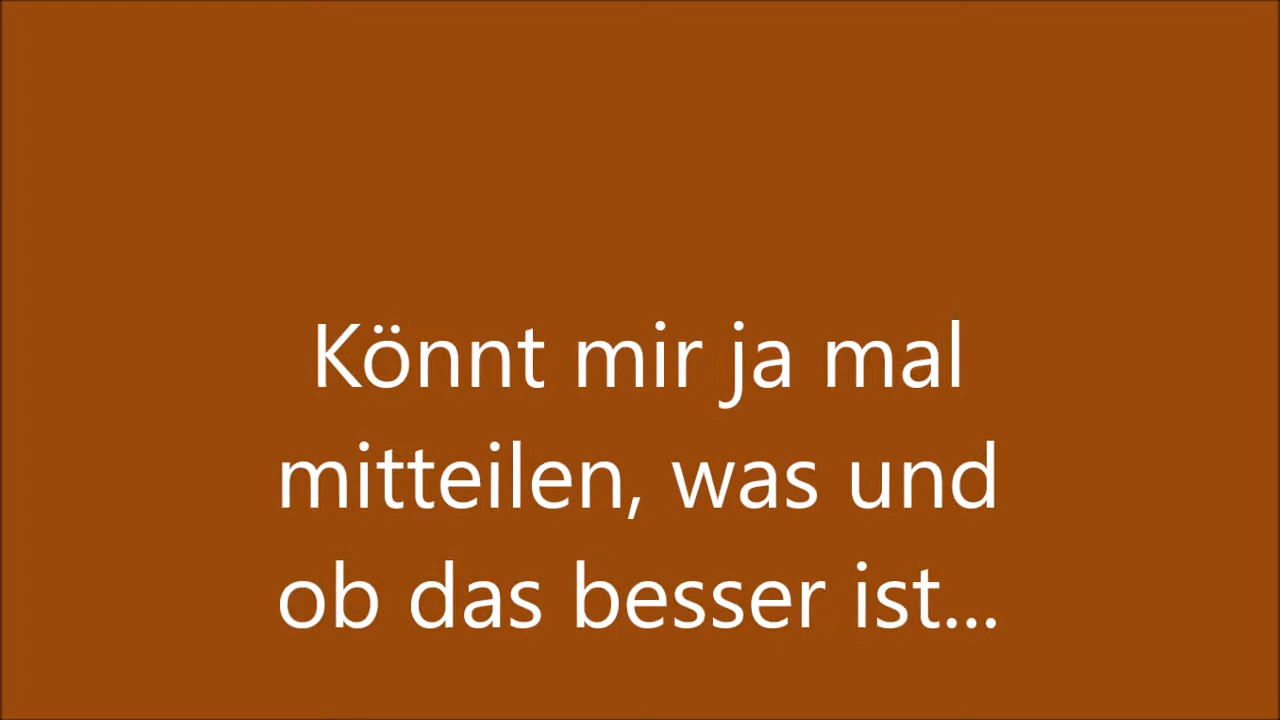 Könnt mir ja mal
mitteilen, was und
ob das besser ist...